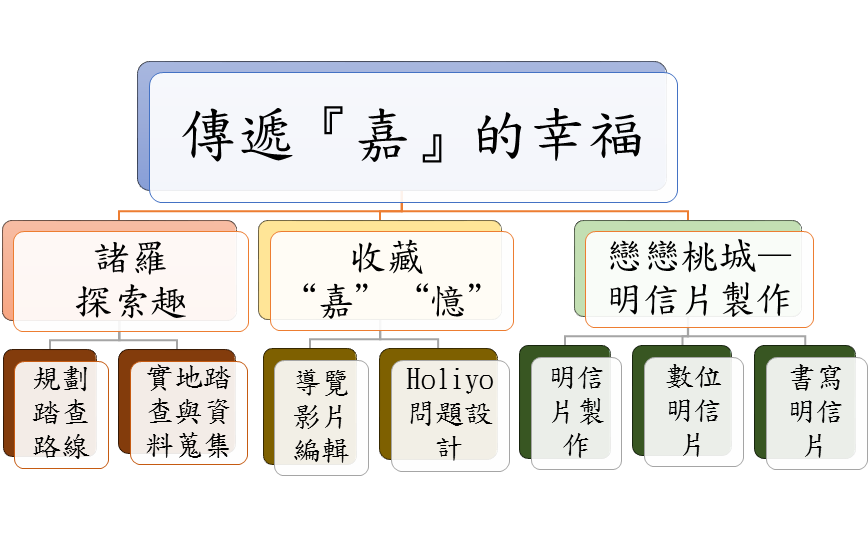 傳遞『嘉』的幸福
諸羅
探索趣
收藏
“嘉” “憶”
戀戀桃城—
明信片製作
規劃
踏查
路線
實地踏
查與資
料蒐集
導覽
影片
編輯
Holiyo
問題設
計
明信
片製
作
數位
明信
片
書寫
明信
片